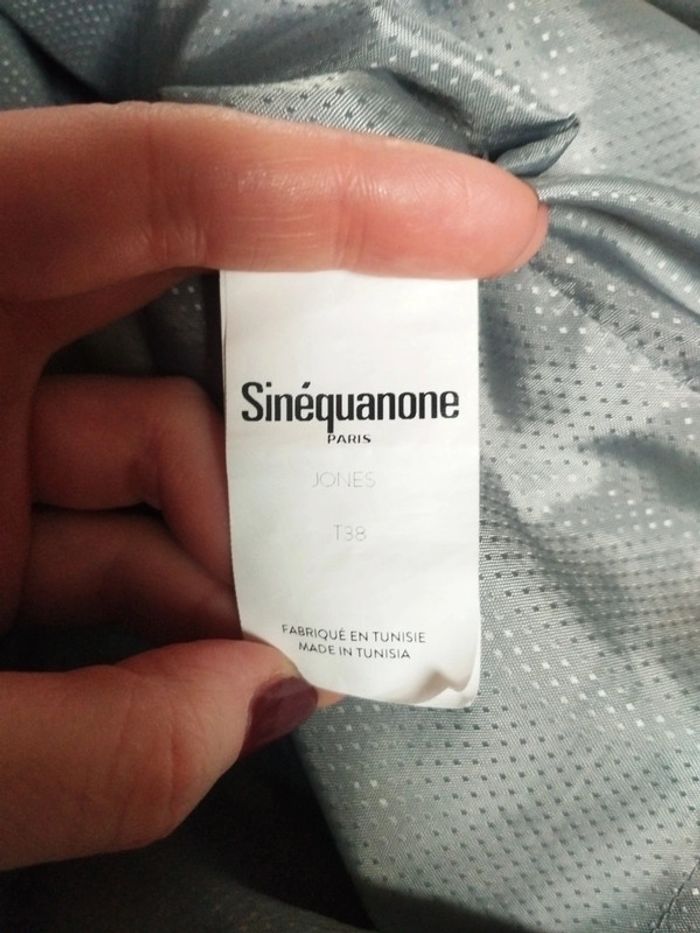 Sinéquanone
PARIS
JONES
T38
FABRIQUÉ EN TUNISIE
MADE IN TUNISIA